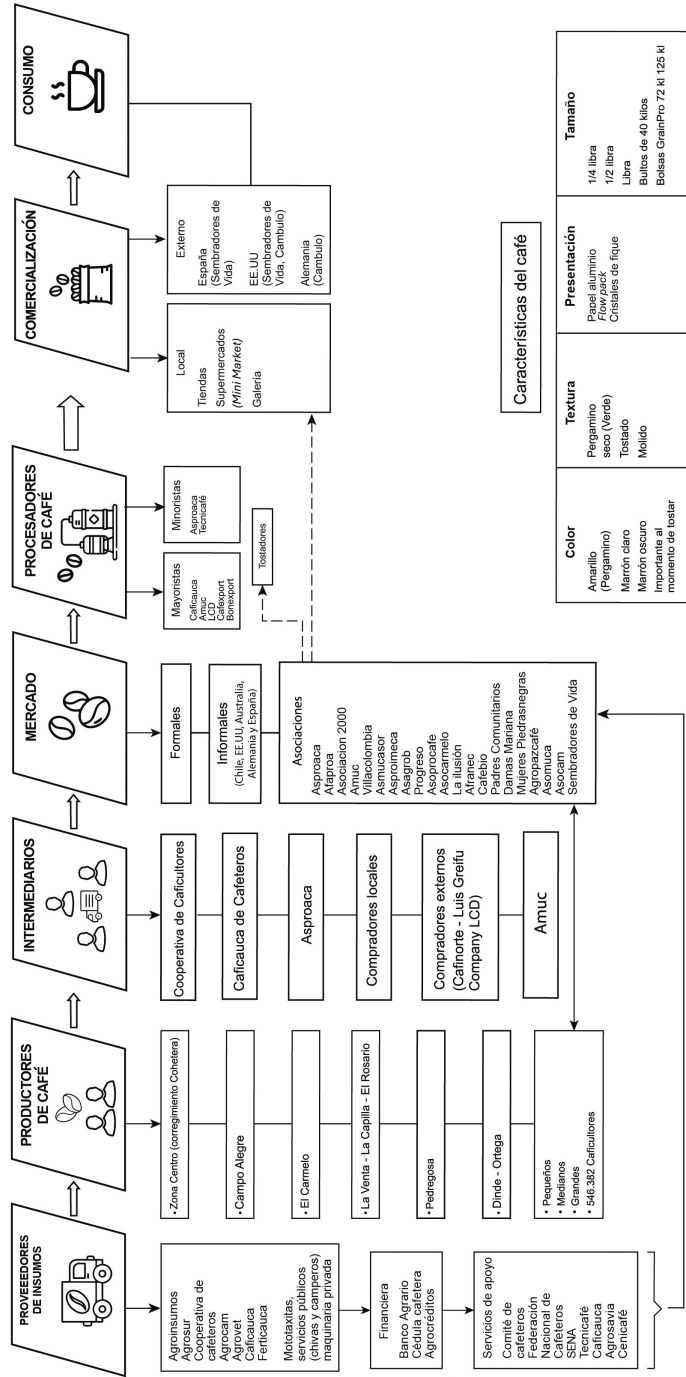 PROVEEEDORES
DE INSUMOS
Agroinsumos
Agrosur
Cooperativa de
cafeteros
Agrocam
Agrovet
Caficauca
Ferticauca
Mototaxitas,
servicios públicos
(chivas y camperos)
maquinaria privada
Financiera
Banco Agrario
Cédula cafetera
Agrocréditos
Servicios de apoyo
Comité de
cafeteros
Federación
Nacional de
Cafeteros
SENA
Tecnicafé
Caficauca
Agrosavia
Cenicafé
PRODUCTORES
DE CAFÉ
• Zona Centro (corregimiento Cohetera)
• Campo Alegre
• El Carmelo
• La Venta - La Capilla - El Rosario
• Pedregosa
• Dinde - Ortega
• Pequeños
• Medianos
• Grandes
• 546.382 Caficultores
INTERMEDIARIOS
Cooperativa de Caficultores
Caficauca de Cafeteros
Asproaca
Compradores locales
Compradores externos
(Cafinorte - Luis Greifu
Company LCD)
Amuc
MERCADO
Formales
Informales
(Chile, EE.UU, Australia,
Alemania y España)
Asociaciones
Asproaca
Afaproa
Asociacion 2000
Amuc
Villacolombia
Asmucasor
Asproimeca
Asagrob
Progreso
Asoprocafe
Asocarmelo
La ilusión
Afranec
Cafebio
Padres Comunitarios
Damas Mariana
Mujeres Piedrasnegras
Agropazcafé
Asomuca
Asocam
Sembradores de Vida
PROCESADORES
DE CAFÉ
Mayoristas
Caficauca
Amuc
LCD
Cafexport
Bonexport
Minoristas
Asproaca
Tecnicafé
Tostadores
COMERCIALIZACIÓN
Local
Tiendas
Supermercados
(Mini Market)
Galería
Externo
España
(Sembradores de
Vida)
EE.UU
(Sembradores de
Vida, Cambulo)
Alemania
(Cambulo)
CONSUMO
Características del café
Color
Amarillo
(Pergamino)
Marrón claro
Marrón oscuro
Importante al
momento de tostar
Textura
Pergamino
seco (Verde)
Tostado
Molido
Presentación
Papel aluminio
Flow pack
Cristales de fique
Tamaño
1/4 libra
1/2 libra
Libra
Bultos de 40 kilos
Bolsas GrainPro 72 kl 125 kl